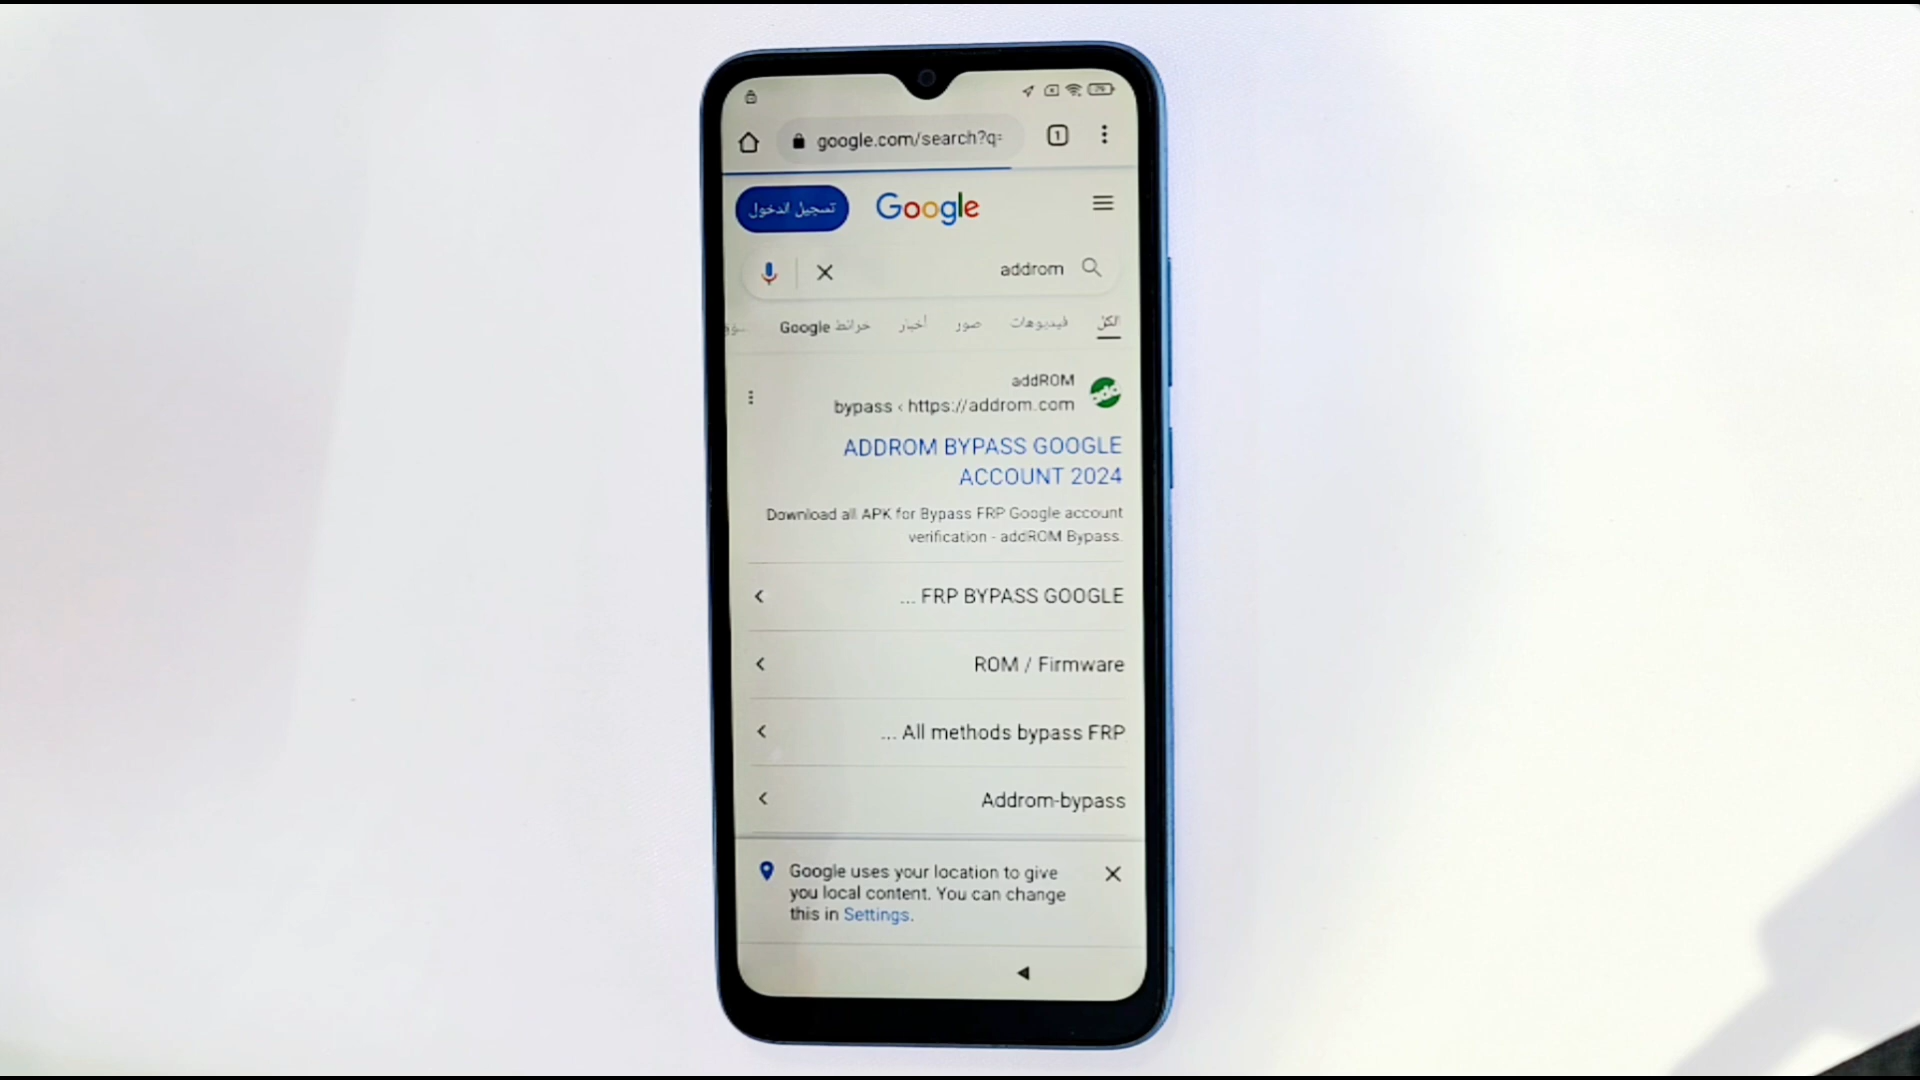 79
google.com/search?q=
1
تسجيل الدخول
Google
addrom
الكل
فيديوهات
صور
أخبار
خرائط Google
addROM
bypass ‹ https://addrom.com
add
ADDROM BYPASS GOOGLE
ACCOUNT 2024
Download all APK for Bypass FRP Google account
verification - addROM Bypass.
... FRP BYPASS GOOGLE
ROM / Firmware
... All methods bypass FRP
Addrom-bypass
Google uses your location to give
you local content. You can change
this in Settings.